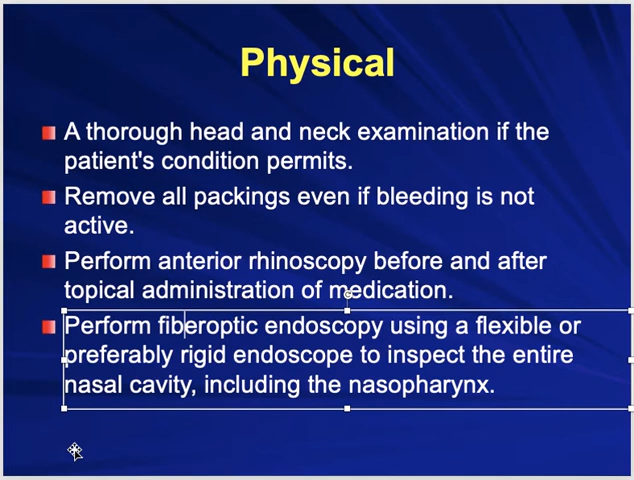 Physical
A thorough head and neck examination if the
patient's condition permits.
Remove all packings even if bleeding is not
active.
Perform anterior rhinoscopy before and after
topical administration of medication.
Perform fiberoptic endoscopy using a flexible or
preferably rigid endoscope to inspect the entire
nasal cavity, including the nasopharynx.